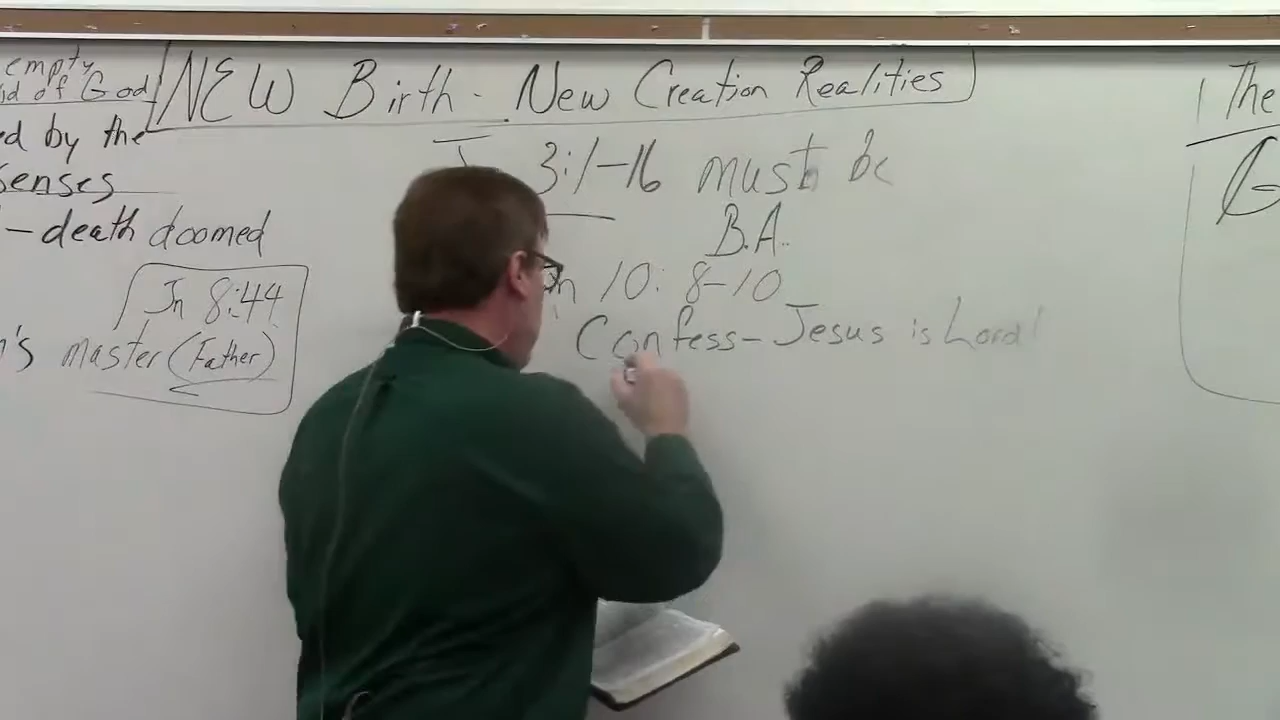 empty
of God
ed by the
senses
- death doomed
Jn 8:44
's master (Father)
NEW Birth - New Creation Realities
3:1-16 must be
B.A.
10: 8-10
Confess - Jesus is Lord!
The
G